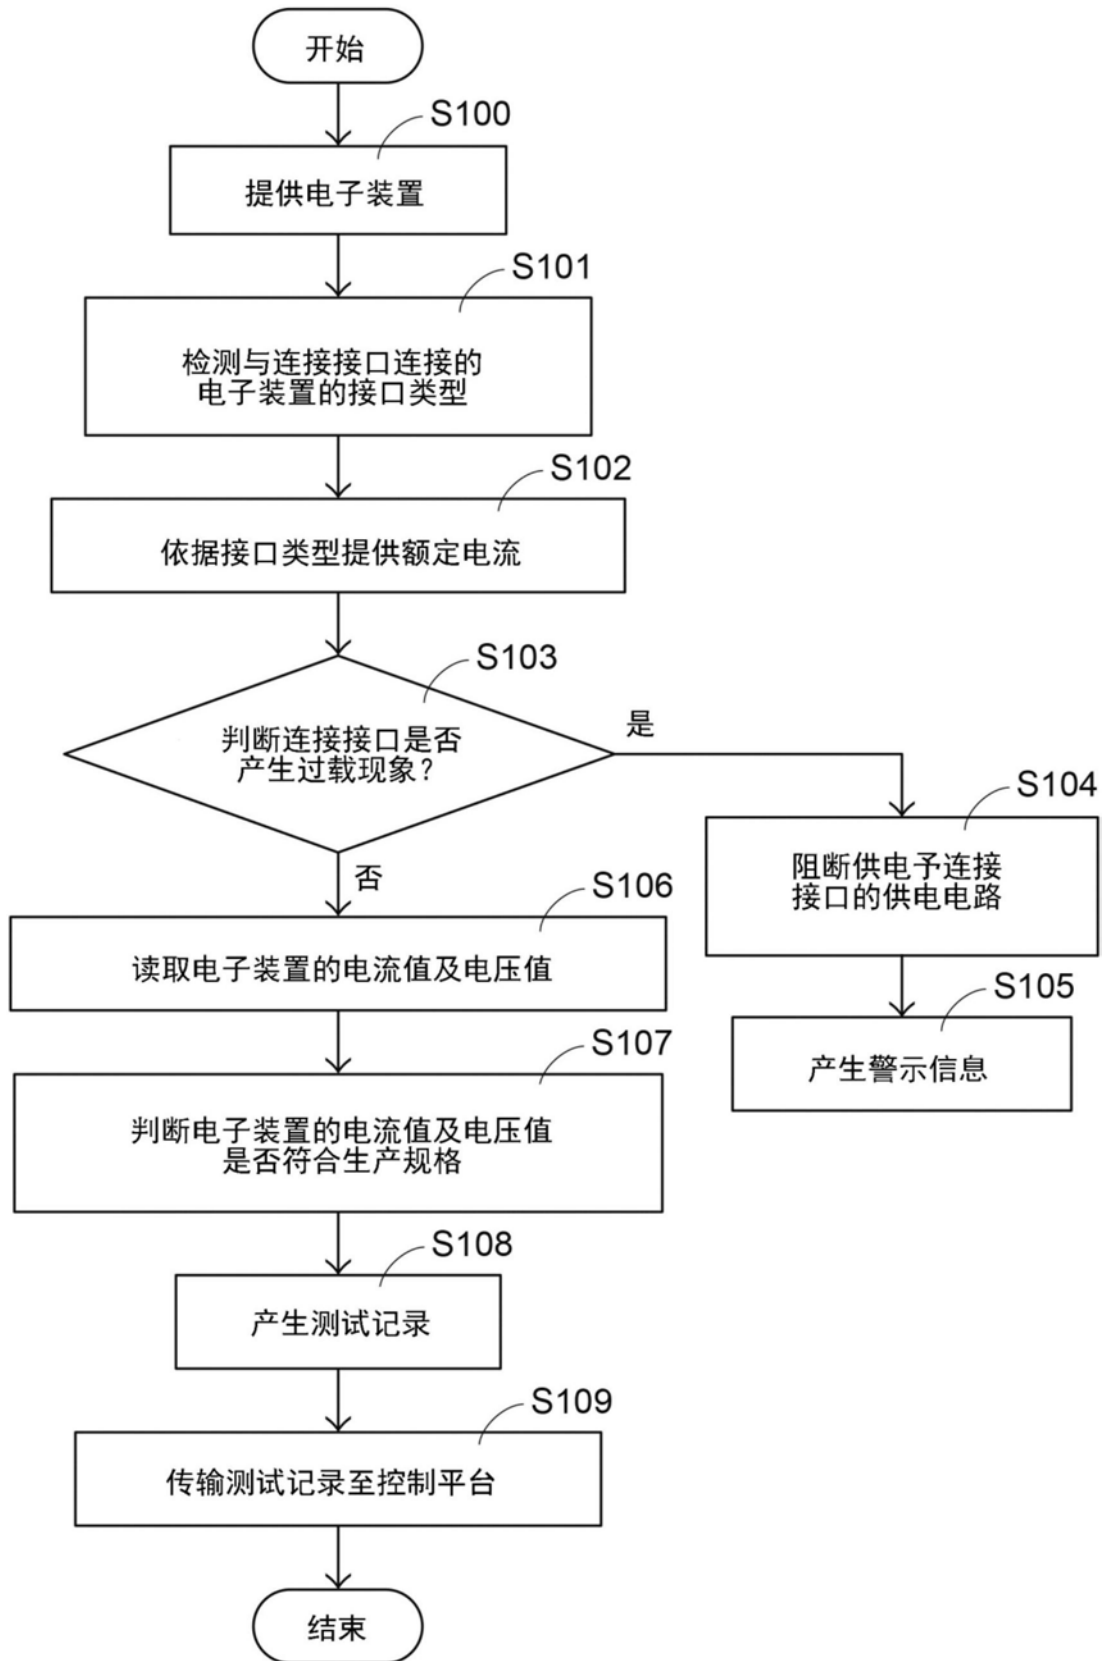 开始
S100
提供电子装置
S101
检测与连接接口连接的
电子装置的接口类型
S102
依据接口类型提供额定电流
S103
判断连接接口是否
产生过载现象?
是
S104
阻断供电予连接
接口的供电电路
S105
产生警示信息
否
S106
读取电子装置的电流值及电压值
S107
判断电子装置的电流值及电压值
是否符合生产规格
S108
产生测试记录
S109
传输测试记录至控制平台
结束